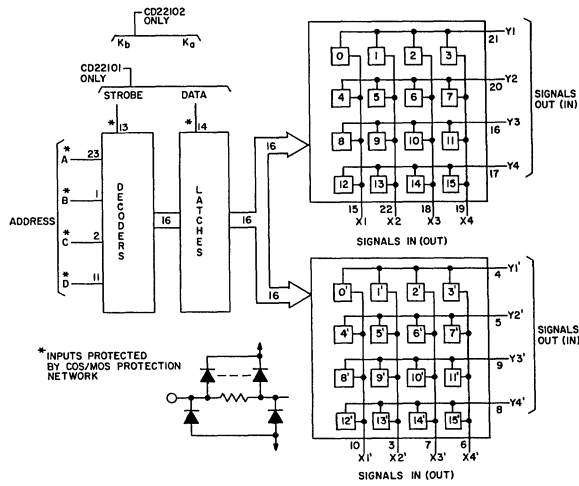 CD22102
ONLY
Kb Ka
CD22101
ONLY
STROBE DATA
* 13 * 14
ADDRESS
* A 23
* B 1
* C 2
* D 11
DECODERS
16
LATCHES
16
16
16
21 Y1
0 1 2 3
20 Y2
4 5 6 7
16 Y3
8 9 10 11
17 Y4
12 13 14 15
15 22 18 19
X1 X2 X3 X4
SIGNALS IN (OUT)
SIGNALS
OUT (IN)
4 Y1'
0' 1' 2' 3'
5 Y2'
4' 5' 6' 7'
9 Y3'
8' 9' 10' 11'
8 Y4'
12' 13' 14' 15'
10 3 7 6
X1' X2' X3' X4'
SIGNALS IN (OUT)
SIGNALS
OUT (IN)
*INPUTS PROTECTED
BY COS/MOS PROTECTION
NETWORK